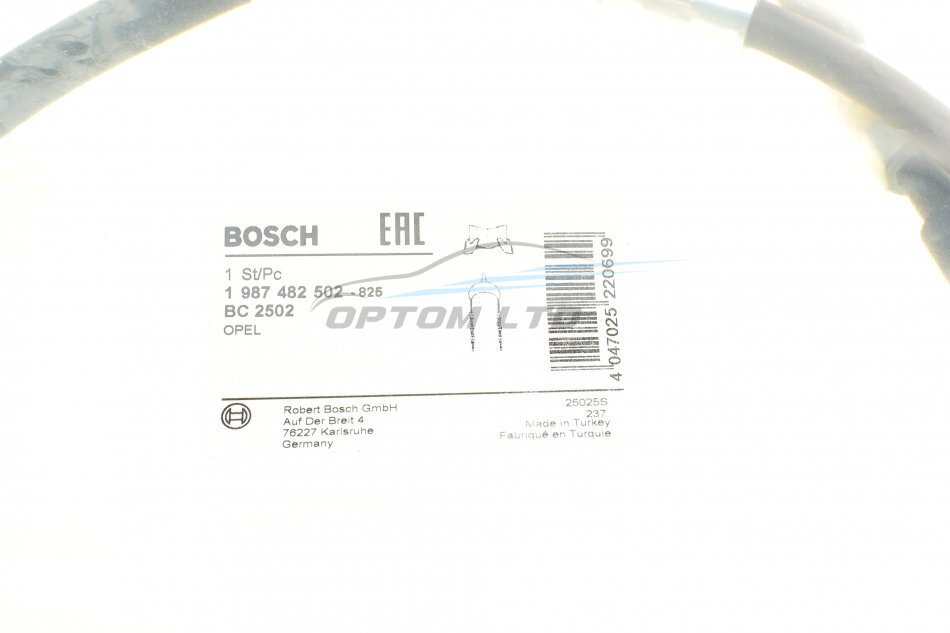 BOSCH EAC
1 St/Pc
1 987 482 502 - 825
BC 2502
OPEL
OPTOM LTD
4 047025 220699
Robert Bosch GmbH
Auf Der Breit 4
76227 Karlsruhe
Germany
25025S
237
Made in Turkey
Fabriqué en Turquie